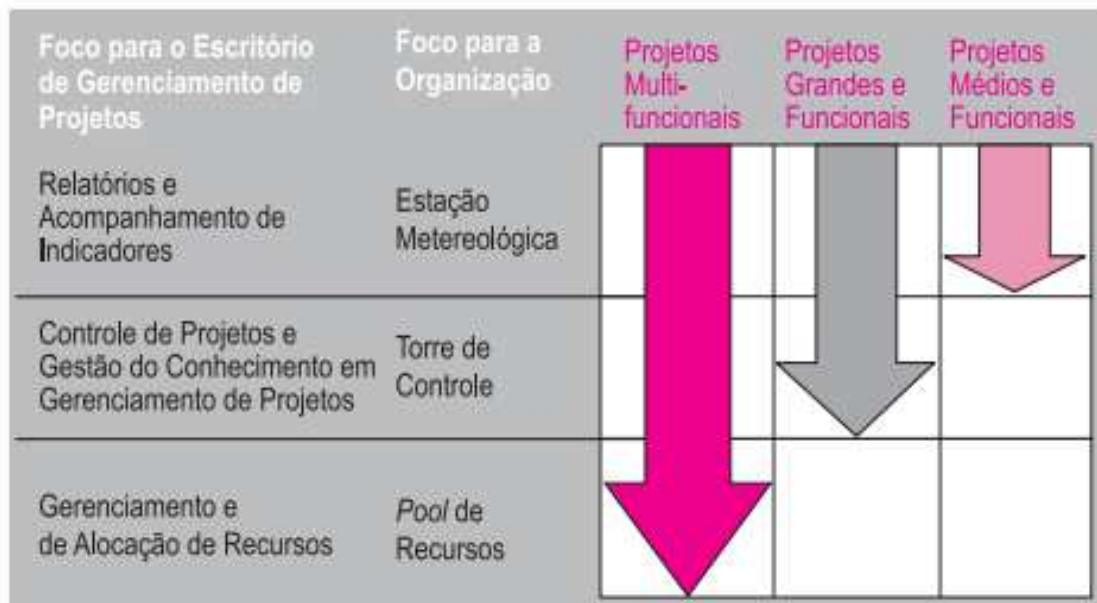 Foco para o Escritório
de Gerenciamento de
Projetos
Foco para a
Organização
Projetos
Multi-
funcionais
Projetos
Grandes e
Funcionais
Projetos
Médios e
Funcionais
Relatórios e
Acompanhamento de
Indicadores
Estação
Metereológica
Controle de Projetos e
Gestão do Conhecimento em
Gerenciamento de Projetos
Torre de
Controle
Gerenciamento e
de Alocação de Recursos
Pool de
Recursos